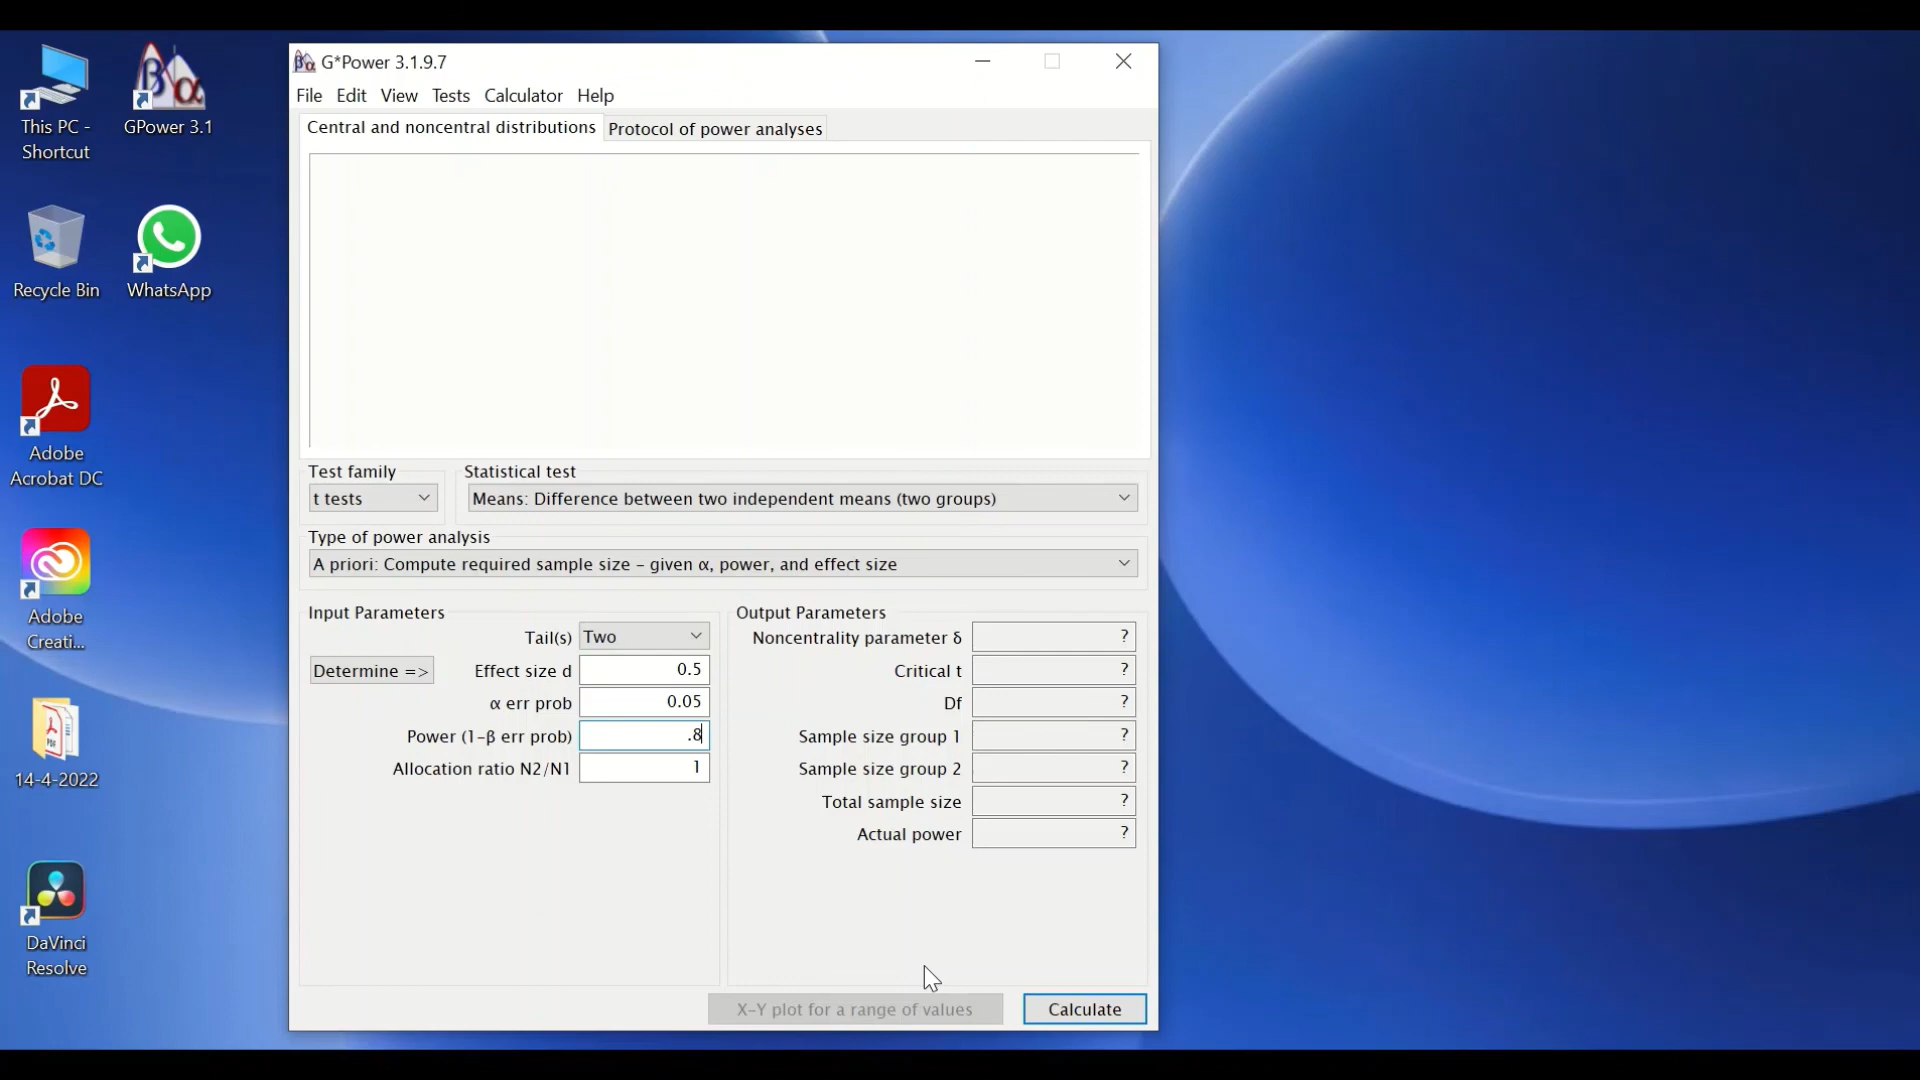 This PC -
Shortcut
GPower 3.1
Recycle Bin
WhatsApp
Adobe
Acrobat DC
Adobe
Creati...
14-4-2022
DaVinci
Resolve
G*Power 3.1.9.7
File Edit View Tests Calculator Help
Central and noncentral distributions Protocol of power analyses
Test family Statistical test
t tests Means: Difference between two independent means (two groups)
Type of power analysis
A priori: Compute required sample size – given α, power, and effect size
Input Parameters
Tail(s) Two
Determine => Effect size d 0.5
α err prob 0.05
Power (1–β err prob) .8
Allocation ratio N2/N1 1
Output Parameters
Noncentrality parameter δ ?
Critical t ?
Df ?
Sample size group 1 ?
Sample size group 2 ?
Total sample size ?
Actual power ?
X–Y plot for a range of values Calculate